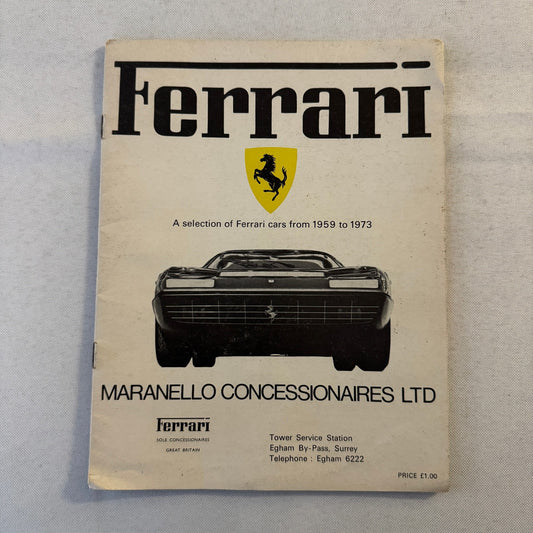 Ferrari
A selection of Ferrari cars from 1959 to 1973
MARANELLO CONCESSIONAIRES LTD
Ferrari
SOLE CONCESSIONAIRES
GREAT BRITAIN
Tower Service Station
Egham By-Pass, Surrey
Telephone : Egham 6222
PRICE £1.00